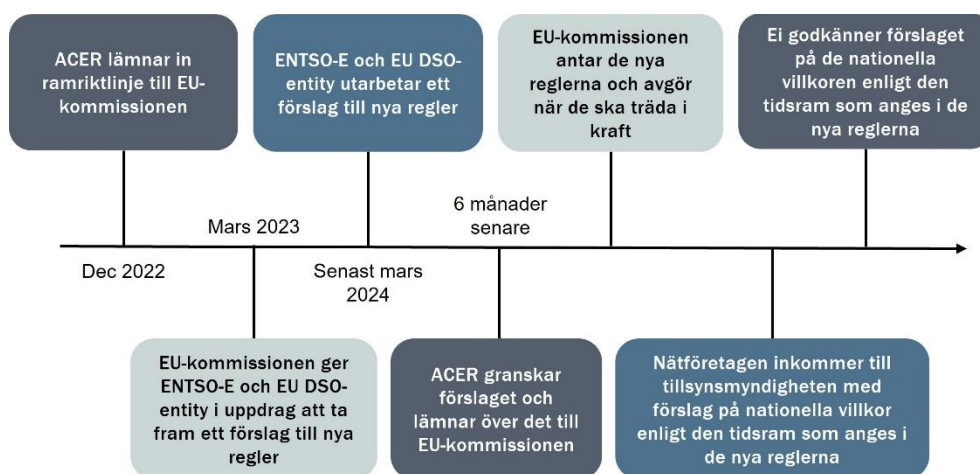 ACER lämnar in
ramriktlinje till EU-
kommissionen
ENTSO-E och EU DSO-
entity utarbetar ett
förslag till nya regler
EU-kommissionen
antar de nya
reglerna och avgör
när de ska träda i
kraft
Ei godkänner förslaget
på de nationella
villkoren enligt den
tidsram som anges i de
nya reglerna
Mars 2023
6 månader
senare
Dec 2022
Senast mars
2024
EU-kommissionen ger
ENTSO-E och EU DSO-
entity i uppdrag att ta
fram ett förslag till nya
regler
ACER granskar
förslaget och
lämnar över det till
EU-kommissionen
Nätföretagen inkommer till
tillsynsmyndigheten med
förslag på nationella villkor
enligt den tidsram som anges i
de nya reglerna